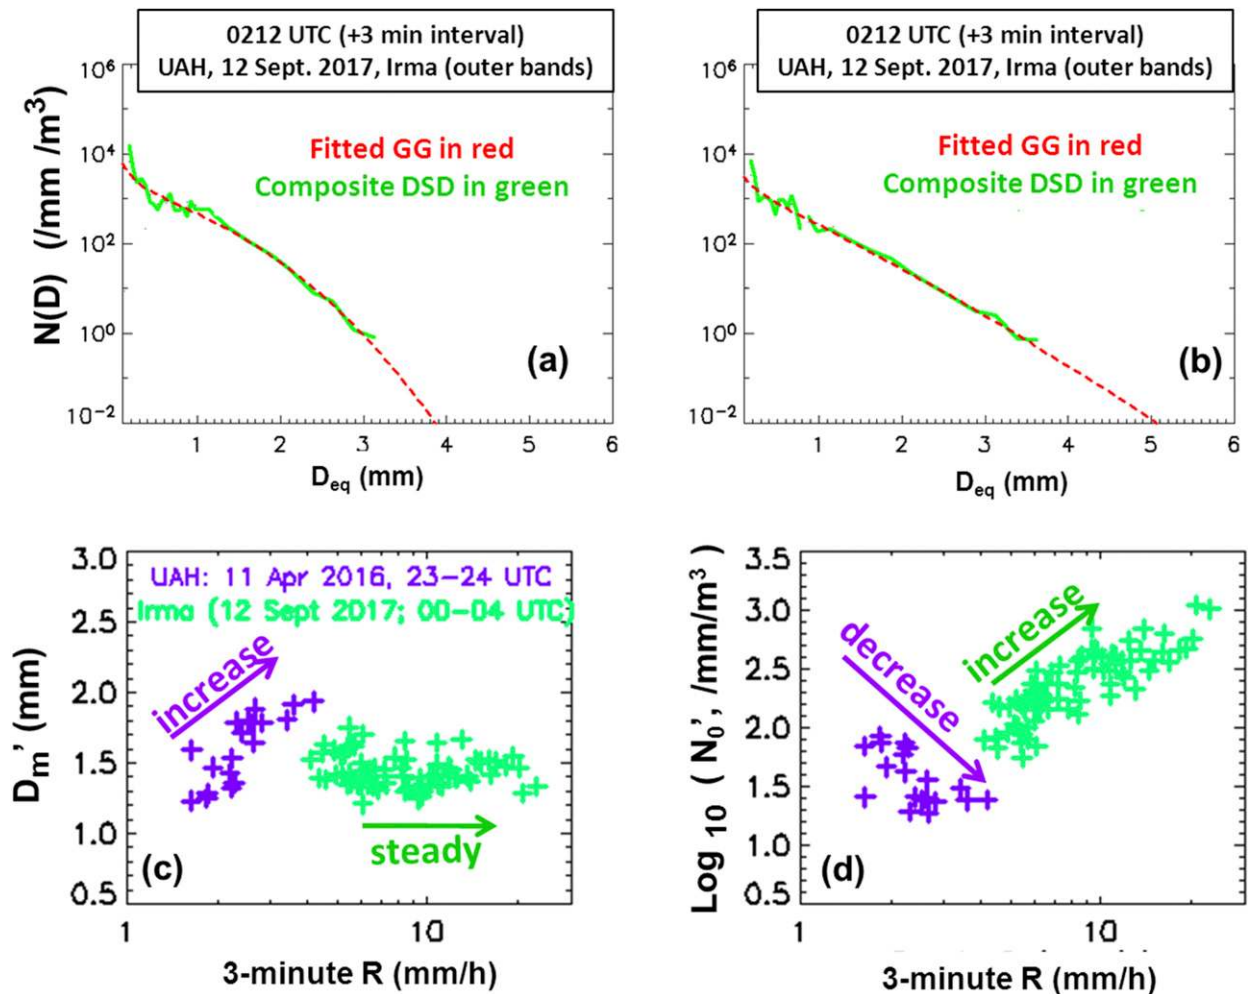 0212 UTC (+3 min interval)
UAH, 12 Sept. 2017, Irma (outer bands)
N(D) (/mm /m³)
10⁶
10⁴
10²
10⁰
10⁻²
Fitted GG in red
Composite DSD in green
(a)
1 2 3 4 5 6
Dₑq (mm)
0212 UTC (+3 min interval)
UAH, 12 Sept. 2017, Irma (outer bands)
10⁶
10⁴
10²
10⁰
10⁻²
Fitted GG in red
Composite DSD in green
(b)
1 2 3 4 5 6
Dₑq (mm)
Dₘ’ (mm)
3.0
2.5
2.0
1.5
1.0
0.5
UAH: 11 Apr 2016, 23-24 UTC
Irma (12 Sept 2017; 00-04 UTC)
increase
steady
(c)
1 10
3-minute R (mm/h)
Log ₁₀ ( N₀’, /mm/m³ )
3.5
3.0
2.5
2.0
1.5
1.0
0.5
decrease
increase
(d)
1 10
3-minute R (mm/h)